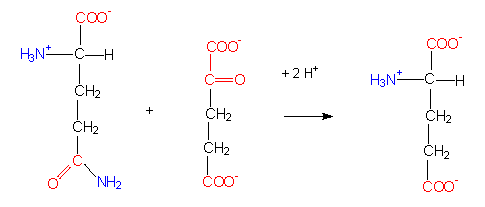 COO⁻
H₃N⁺ C H
CH₂
CH₂
C
O NH₂
+
COO⁻
C=O
CH₂
CH₂
COO⁻
+ 2 H⁺
COO⁻
H₃N⁺ C H
CH₂
CH₂
COO⁻